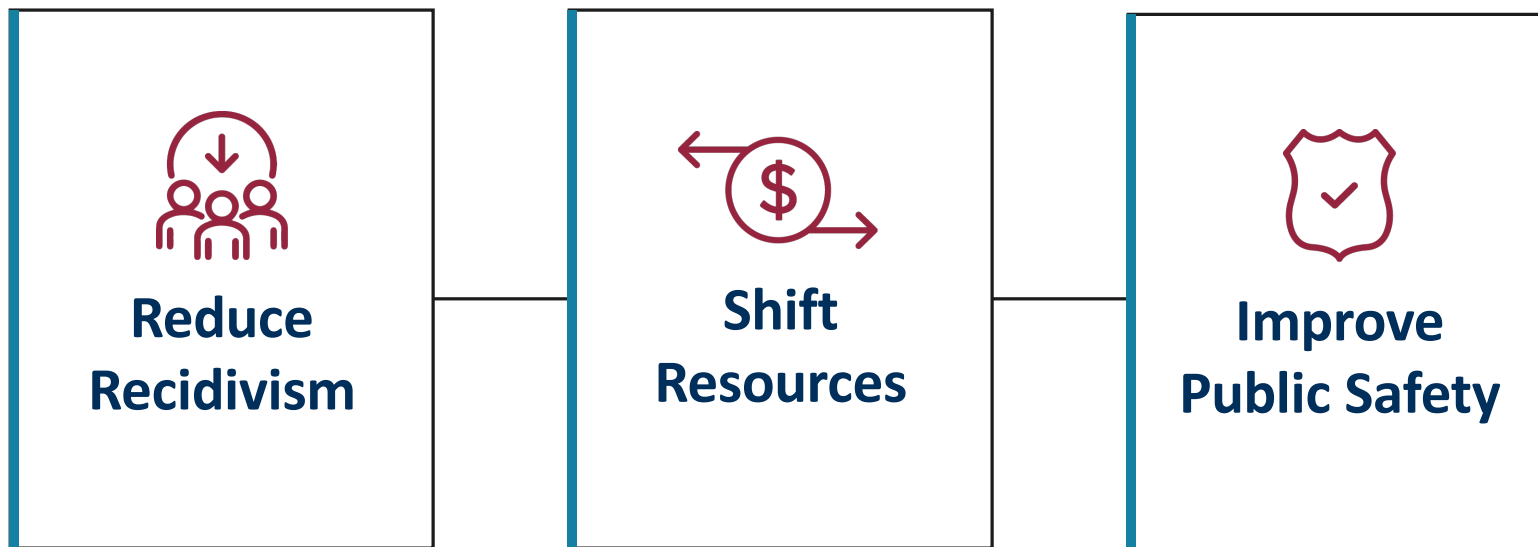 Reduce
Recidivism
Shift
Resources
Improve
Public Safety